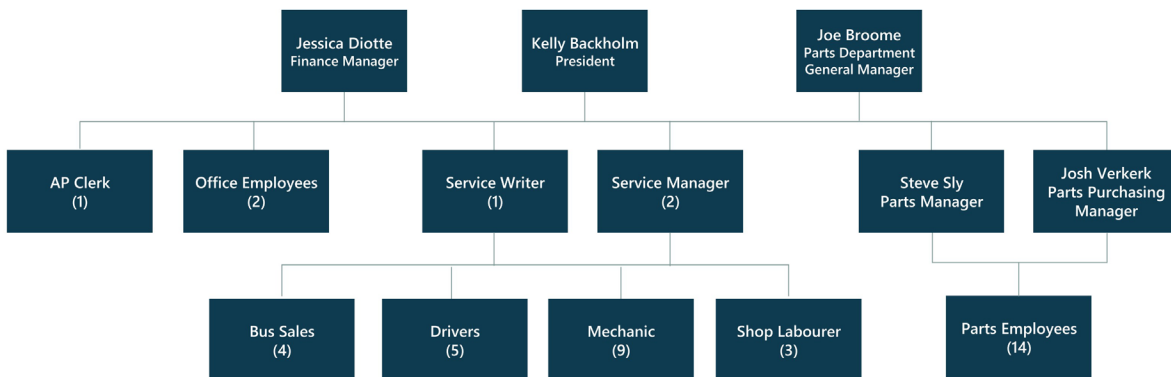 Jessica Diotte
Finance Manager
Kelly Backholm
President
Joe Broome
Parts Department
General Manager
AP Clerk
(1)
Office Employees
(2)
Service Writer
(1)
Service Manager
(2)
Steve Sly
Parts Manager
Josh Verkerk
Parts Purchasing
Manager
Bus Sales
(4)
Drivers
(5)
Mechanic
(9)
Shop Labourer
(3)
Parts Employees
(14)